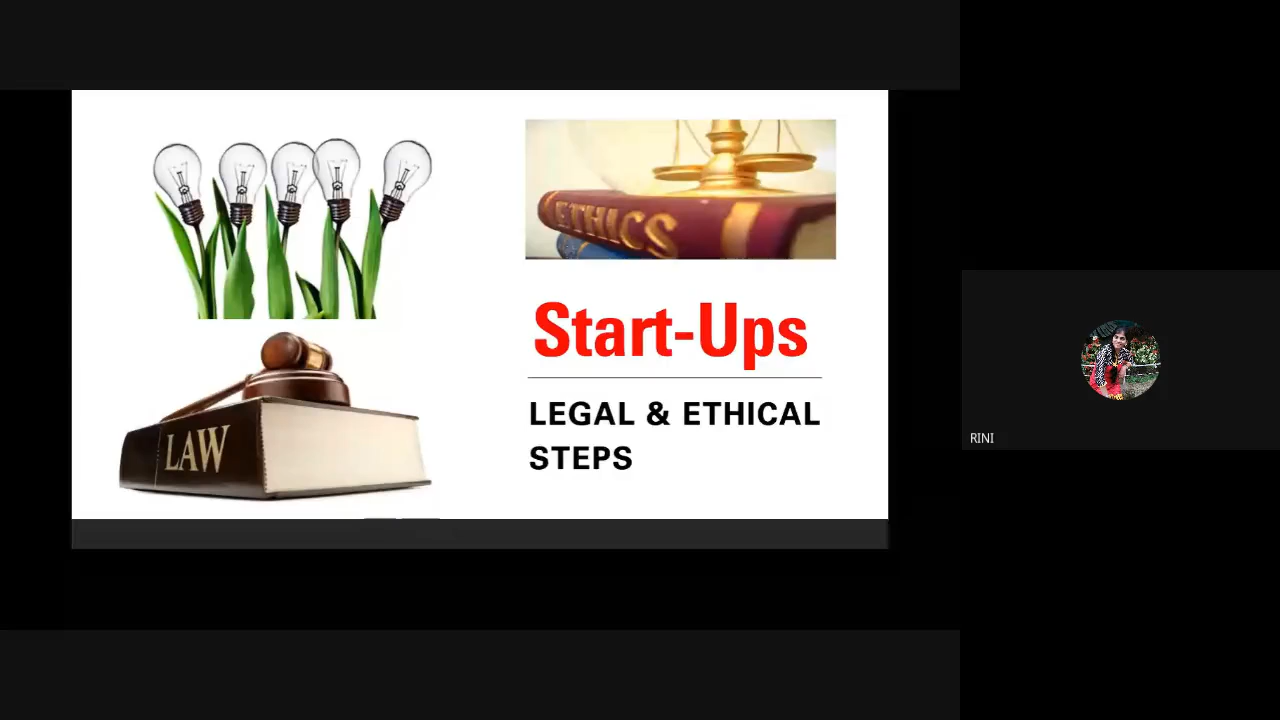 ETHICS
Start-Ups
LEGAL & ETHICAL
STEPS
LAW
RINI